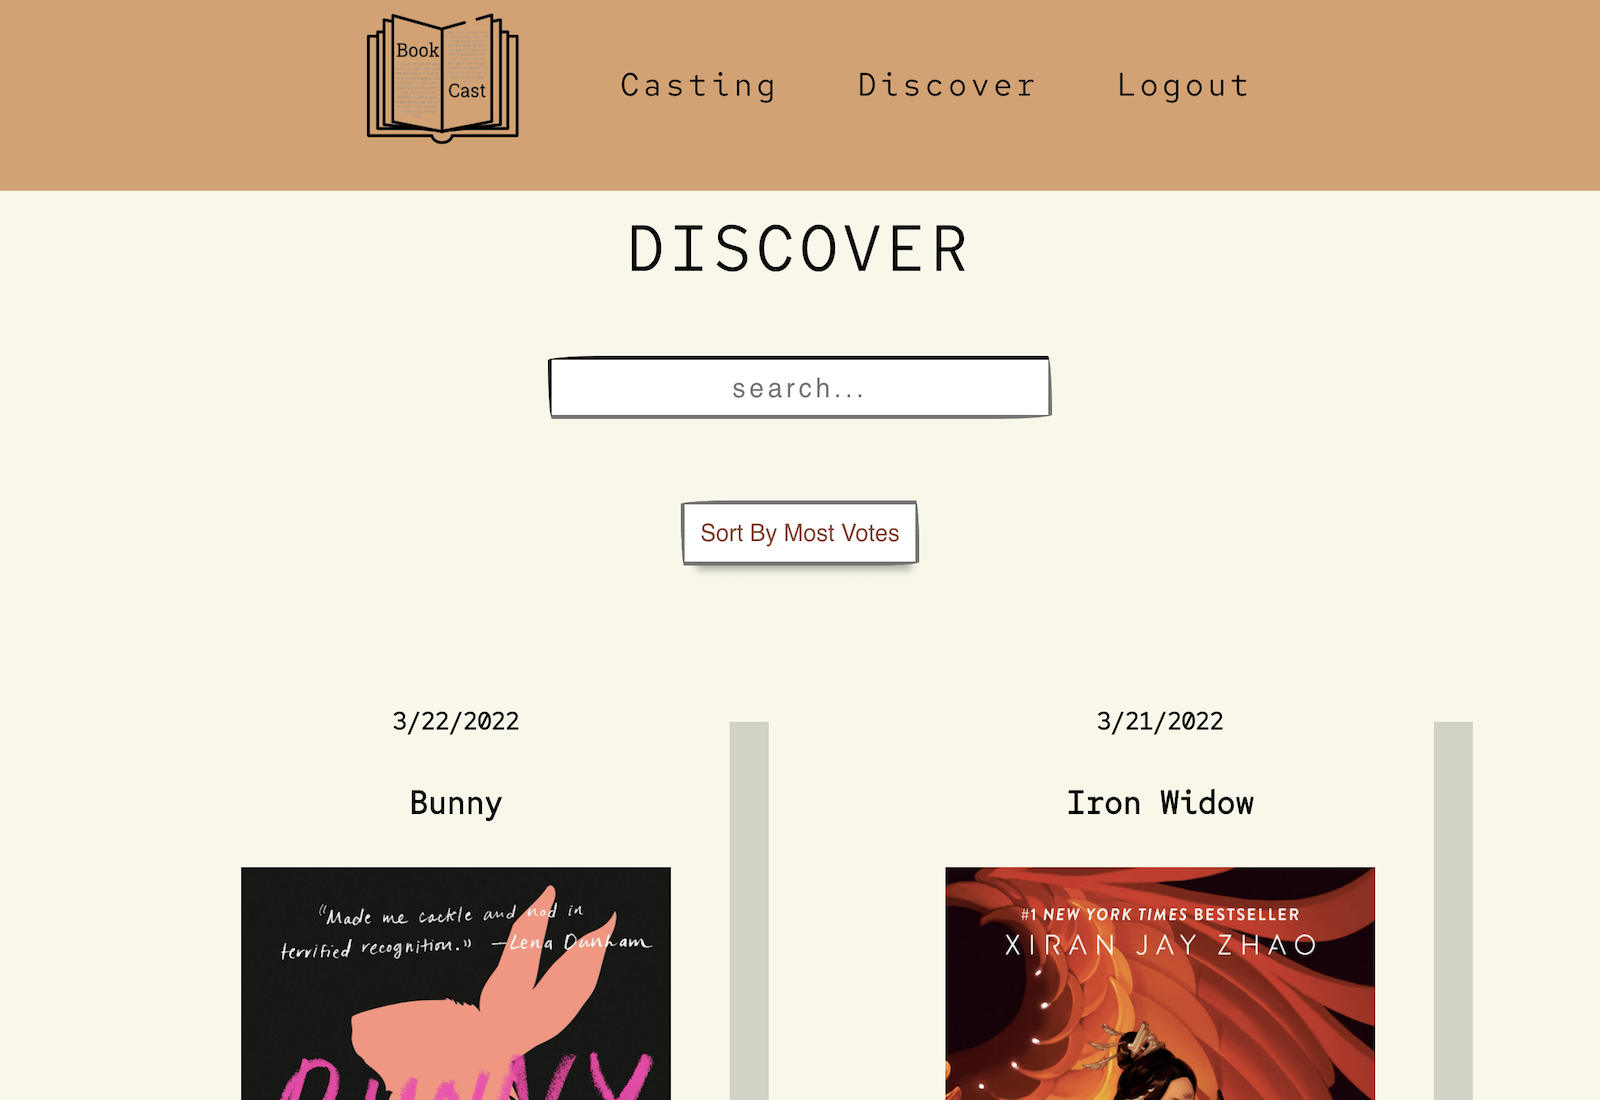 Book
Cast
Casting Discover Logout
DISCOVER
search...
Sort By Most Votes
3/22/2022
Bunny
"Made me cackle and nod in
terrified recognition." —Lena Dunham
BUNNY
3/21/2022
Iron Widow
#1 NEW YORK TIMES BESTSELLER
XIRAN JAY ZHAO